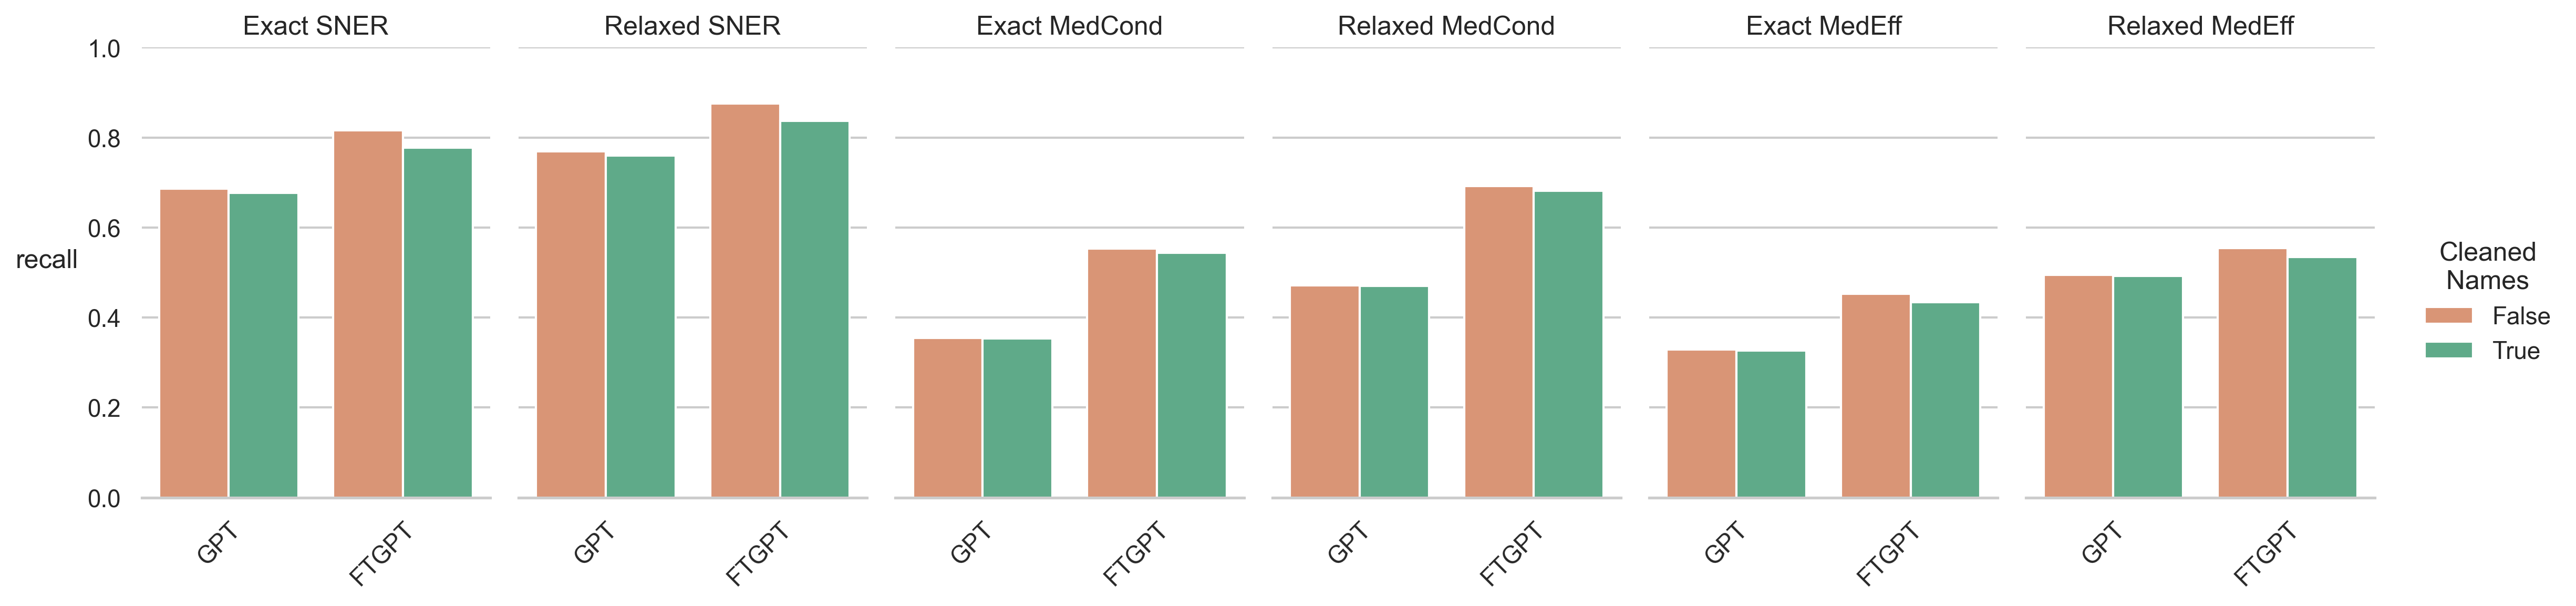 Exact SNER
Relaxed SNER
Exact MedCond
Relaxed MedCond
Exact MedEff
Relaxed MedEff
1.0
0.8
0.6
0.4
0.2
0.0
recall
GPT
FTGPT
GPT
FTGPT
GPT
FTGPT
GPT
FTGPT
GPT
FTGPT
GPT
FTGPT
Cleaned
Names
False
True